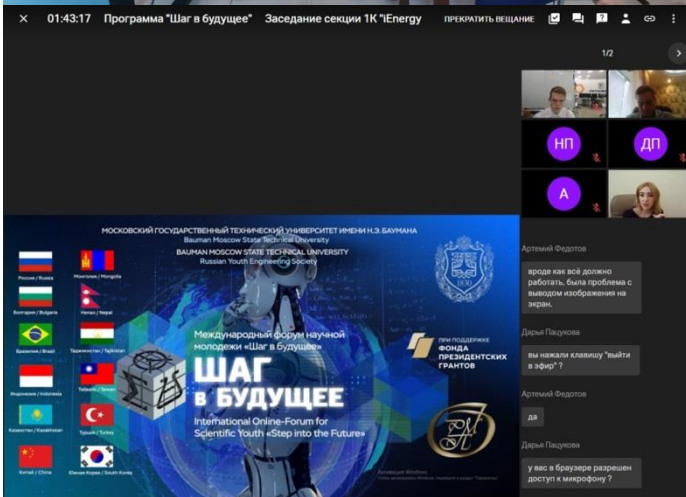 01:43:17 Программа "Шаг в будущее" Заседание секции 1К "iEnergy ПРЕКРАТИТЬ ВЕЩАНИЕ
1/2
НП
ДП
А
МОСКОВСКИЙ ГОСУДАРСТВЕННЫЙ ТЕХНИЧЕСКИЙ УНИВЕРСИТЕТ ИМЕНИ Н.Э. БАУМАНА
Bauman Moscow State Technical University
BAUMAN MOSCOW STATE TECHNICAL UNIVERSITY
Russian Youth Engineering Society
1830
Россия / Russia
Монголия / Mongolia
Болгария / Bulgaria
Непал / Nepal
Бразилия / Brazil
Таджикистан / Tajikistan
Индонезия / Indonesia
Тайвань / Taiwan
Казахстан / Kazakhstan
Турция / Turkey
Китай / China
Южная Корея / South Korea
Международный форум научной
молодежи «Шаг в будущее»
ШАГ
В БУДУЩЕЕ
International Online-Forum for
Scientific Youth «Step into the Future»
ПРИ ПОДДЕРЖКЕ
ФОНДА
ПРЕЗИДЕНТСКИХ
ГРАНТОВ
Активация Windows
Артемий Федотов
вроде как всё должно
работать, была проблема с
выводом изображения на
экран.
Дарья Пацукова
вы нажали клавишу "выйти
в эфир" ?
Артемий Федотов
да
Дарья Пацукова
у вас в браузере разрешен
доступ к микрофону ?